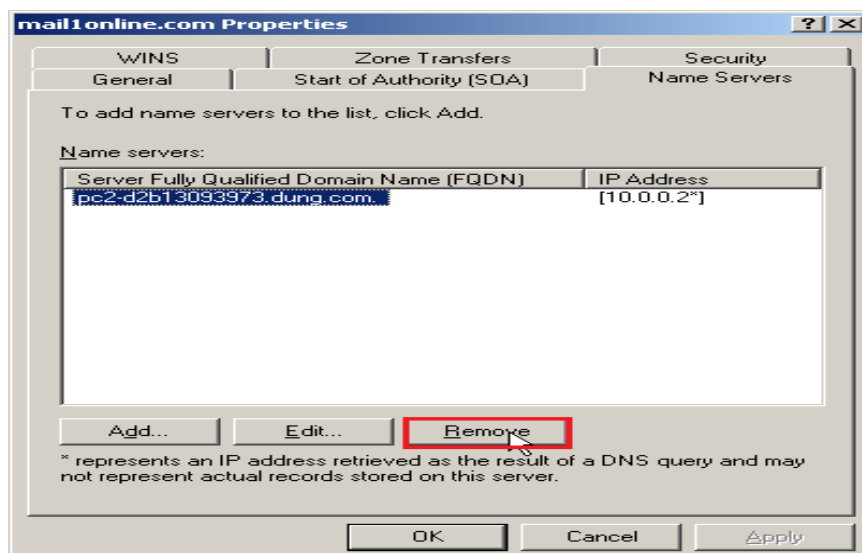 mail1online.com Properties
WINS Zone Transfers Security
General Start of Authority (SOA) Name Servers
To add name servers to the list, click Add.
Name servers:
Server Fully Qualified Domain Name (FQDN) IP Address
pc2-d2b13093973.dung.com. [10.0.0.2*]
Add... Edit... Remove
* represents an IP address retrieved as the result of a DNS query and may
not represent actual records stored on this server.
OK Cancel Apply